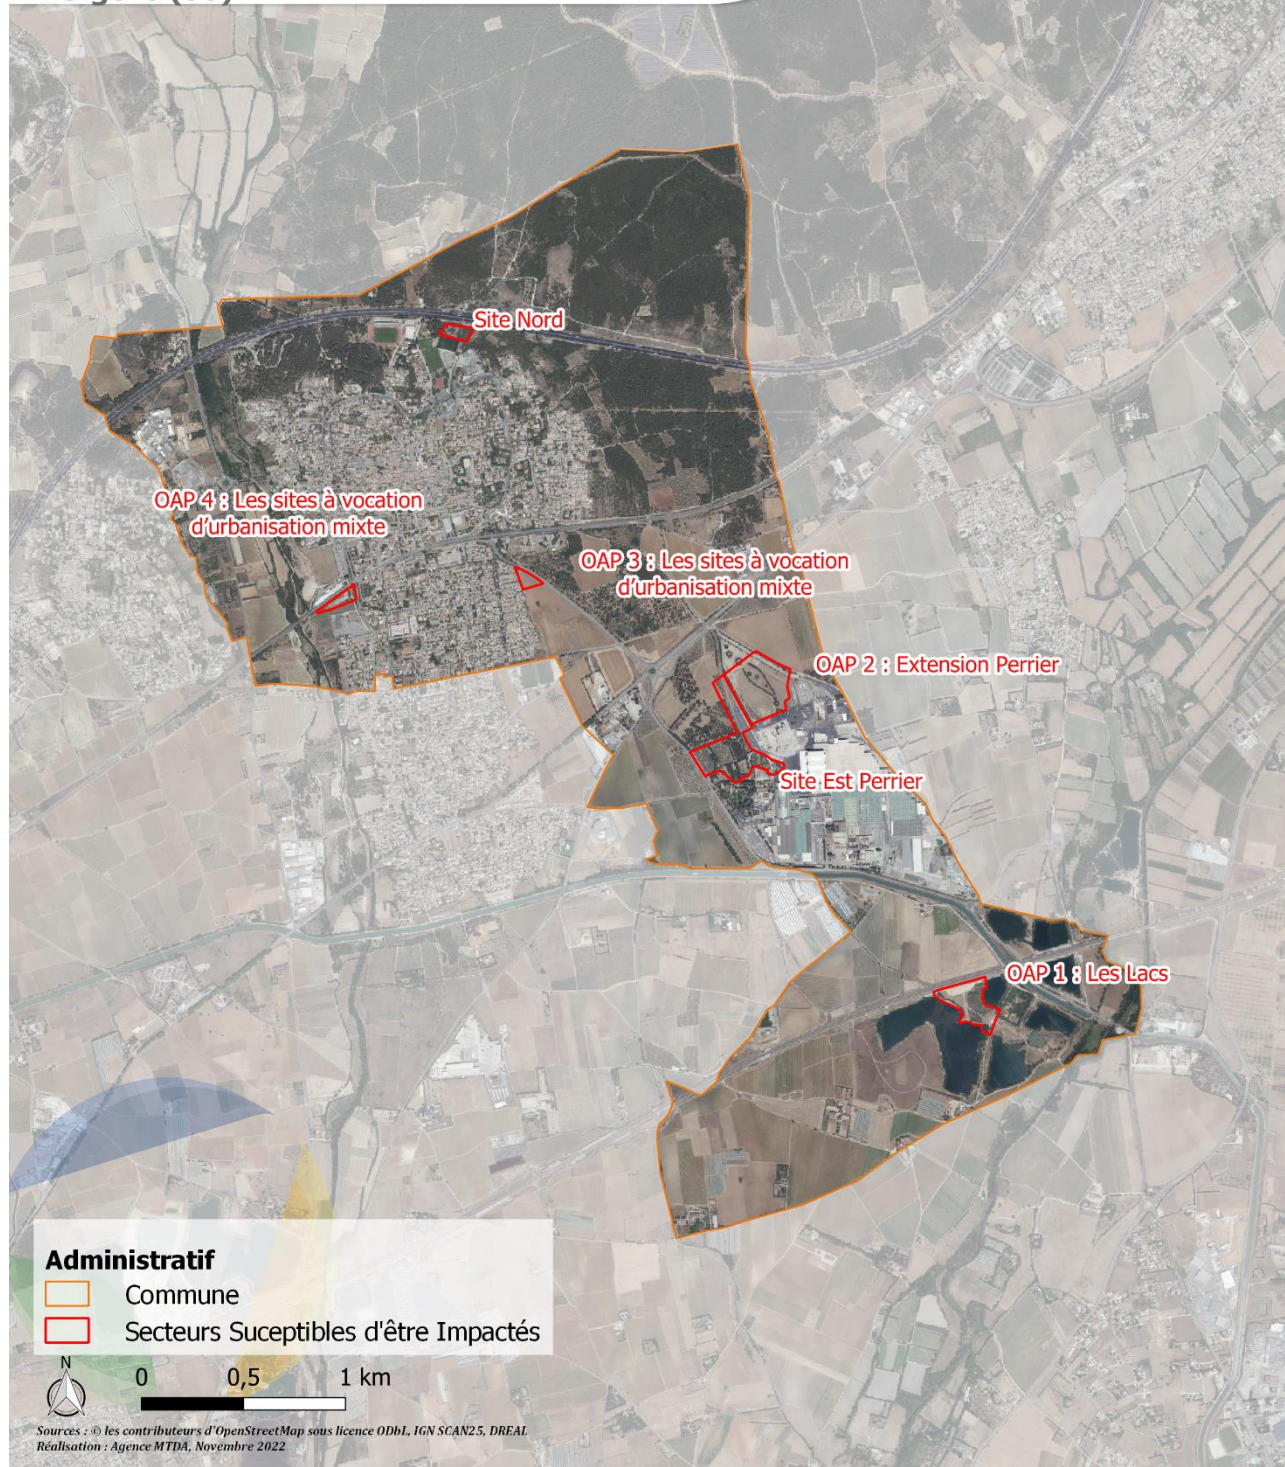 Site Nord
OAP 4 : Les sites à vocation
d'urbanisation mixte
OAP 3 : Les sites à vocation
d'urbanisation mixte
OAP 2 : Extension Perrier
Site Est Perrier
OAP 1 : Les Lacs
Administratif
Commune
Secteurs Suceptibles d'être Impactés
N
0 0,5 1 km
Sources : © les contributeurs d'OpenStreetMap sous licence ODbL, IGN SCAN25, DREAL
Réalisation : Agence MTDA, Novembre 2022